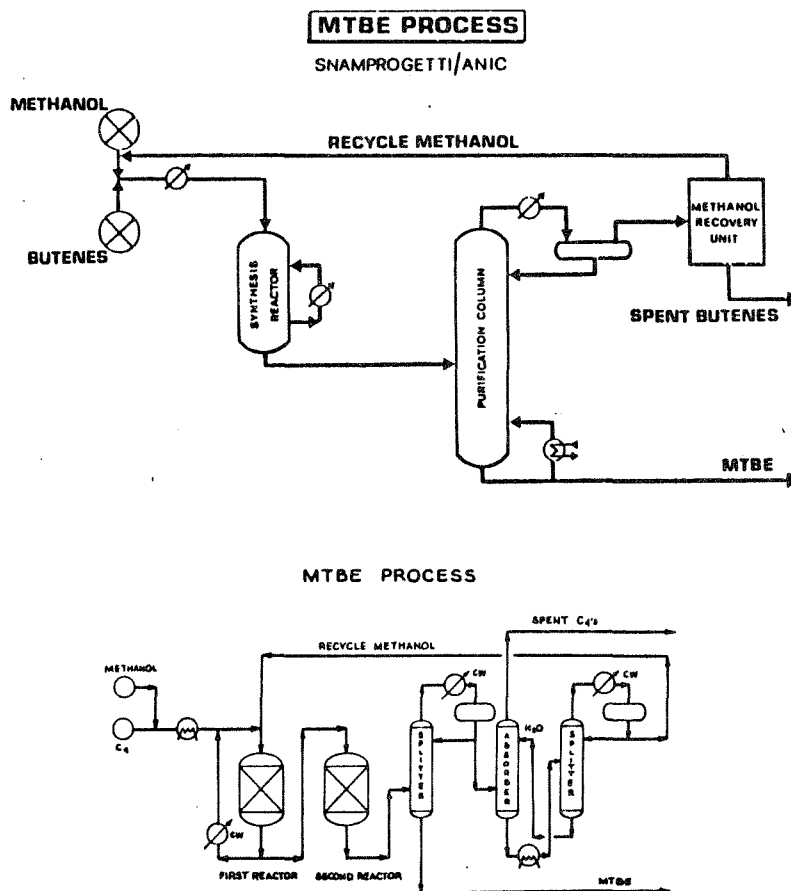 MTBE PROCESS
SNAMPROGETTI/ANIC
METHANOL
RECYCLE METHANOL
METHANOL
RECOVERY
UNIT
BUTENES
SYNTHESIS
REACTOR
PURIFICATION COLUMN
SPENT BUTENES
MTBE
MTBE PROCESS
SPENT C4's
RECYCLE METHANOL
METHANOL
CW
CW
C4
SPLITTER
ABSORBER
H2O
SPLITTER
CW
FIRST REACTOR
SECOND REACTOR
MTBE